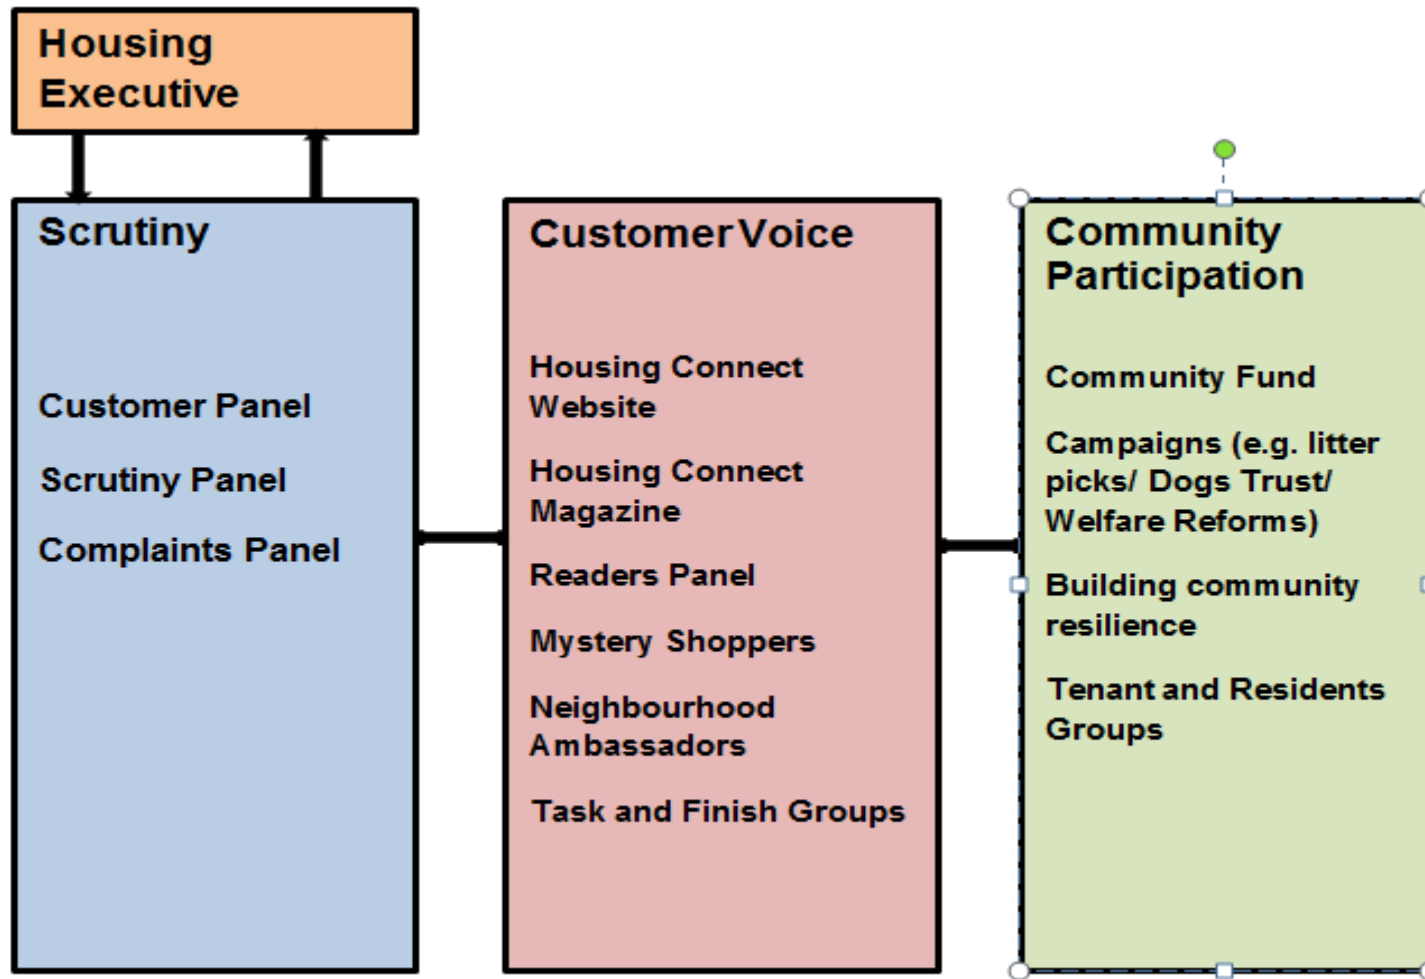 Housing
Executive
Scrutiny
Customer Panel
Scrutiny Panel
Complaints Panel
Customer Voice
Housing Connect
Website
Housing Connect
Magazine
Readers Panel
Mystery Shoppers
Neighbourhood
Ambassadors
Task and Finish Groups
Community
Participation
Community Fund
Campaigns (e.g. litter
picks/ Dogs Trust/
Welfare Reforms)
Building community
resilience
Tenant and Residents
Groups